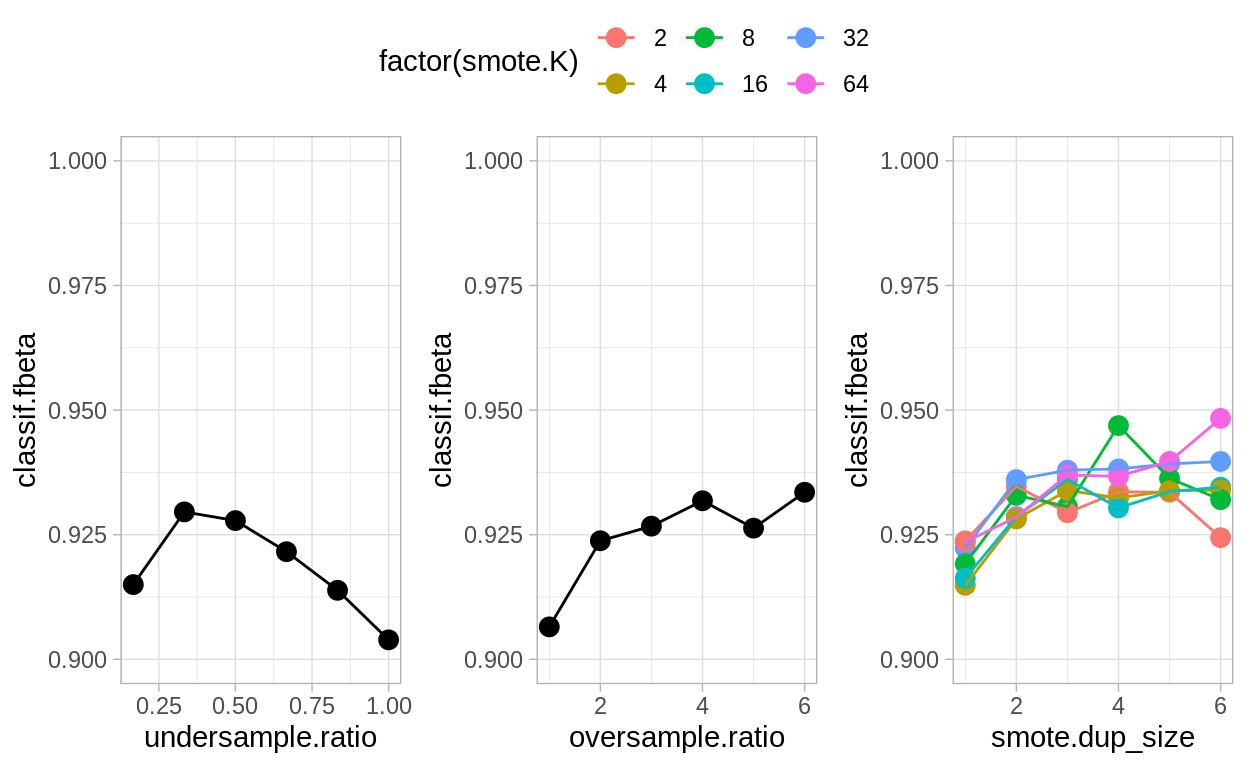 factor(smote.K)
2 8 32
4 16 64
classif.fbeta
1.000
0.975
0.950
0.925
0.900
0.25 0.50 0.75 1.00
undersample.ratio
classif.fbeta
1.000
0.975
0.950
0.925
0.900
2 4 6
oversample.ratio
classif.fbeta
1.000
0.975
0.950
0.925
0.900
2 4 6
smote.dup_size